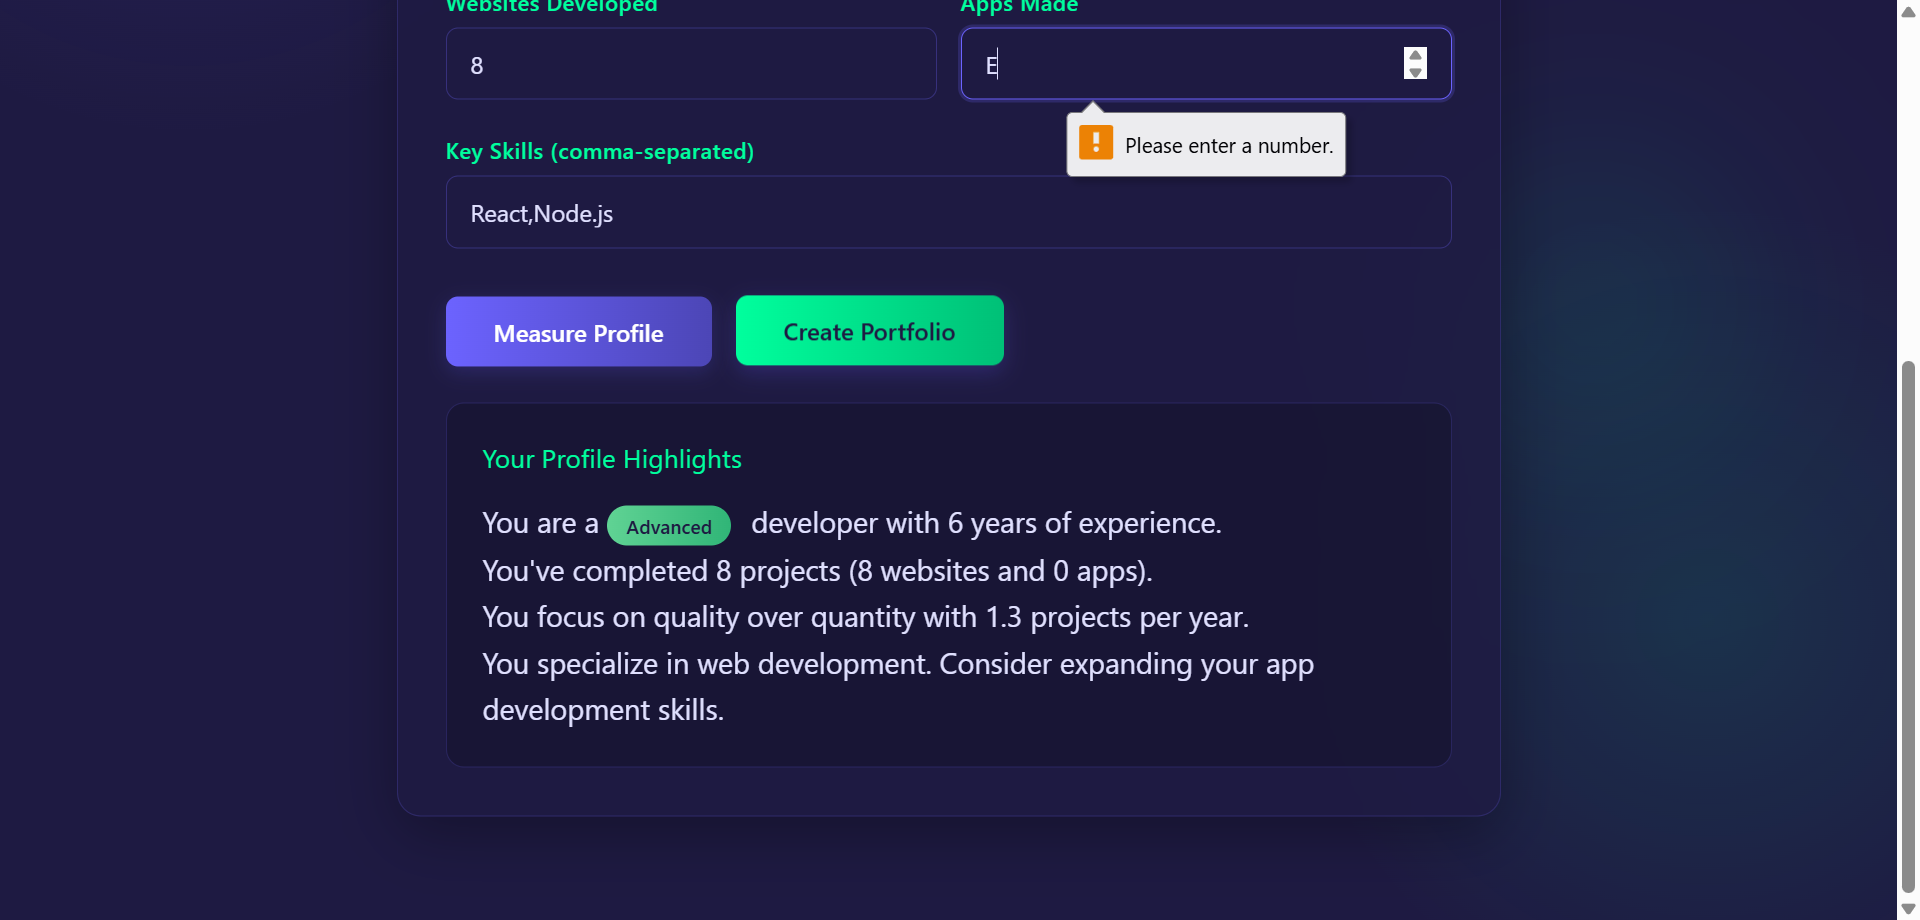 Websites Developed
Apps Made
8
E
Please enter a number.
Key Skills (comma-separated)
React,Node.js
Measure Profile
Create Portfolio
Your Profile Highlights
You are a Advanced developer with 6 years of experience.
You've completed 8 projects (8 websites and 0 apps).
You focus on quality over quantity with 1.3 projects per year.
You specialize in web development. Consider expanding your app
development skills.